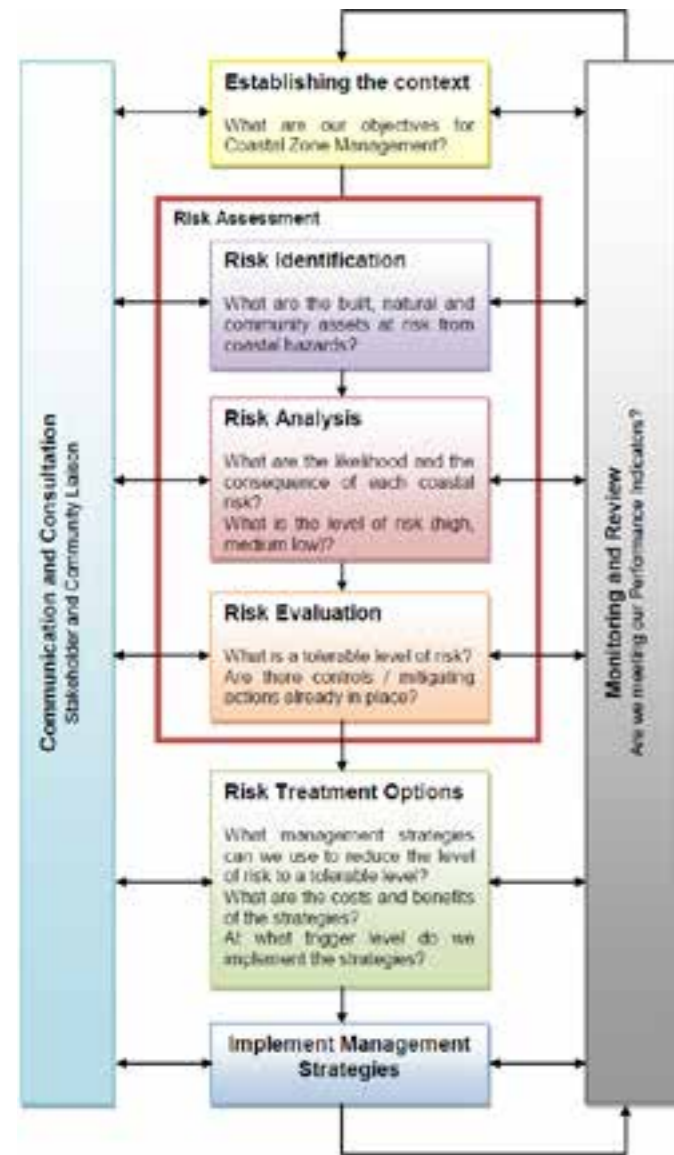 Establishing the context
What are our objectives for
Coastal Zone Management?
Risk Assessment
Risk Identification
What are the built, natural and
community assets at risk from
coastal hazards?
Risk Analysis
What are the likelihood and the
consequence of each coastal
risk?
What is the level of risk (high,
medium low)?
Risk Evaluation
What is a tolerable level of risk?
Are there controls / mitigating
actions already in place?
Risk Treatment Options
What management strategies
can we use to reduce the level
of risk to a tolerable level?
What are the costs and benefits
of the strategies?
At what trigger level do we
implement the strategies?
Implement Management
Strategies
Communication and Consultation
Stakeholder and Community Liaison
Monitoring and Review
Are we meeting our Performance Indicators?